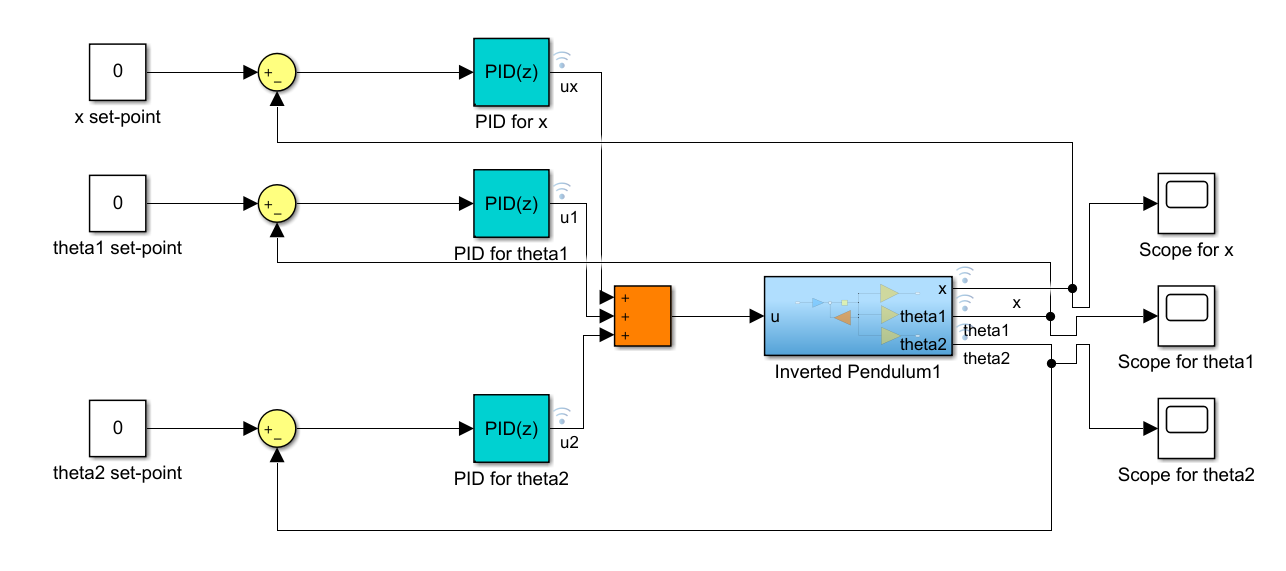 0
+
−
PID(z)
ux
x set-point
PID for x
0
+
−
PID(z)
u1
theta1 set-point
PID for theta1
Scope for x
+
+
+
u
x
theta1
theta2
x
theta1
theta2
Inverted Pendulum1
Scope for theta1
0
+
−
PID(z)
u2
theta2 set-point
PID for theta2
Scope for theta2